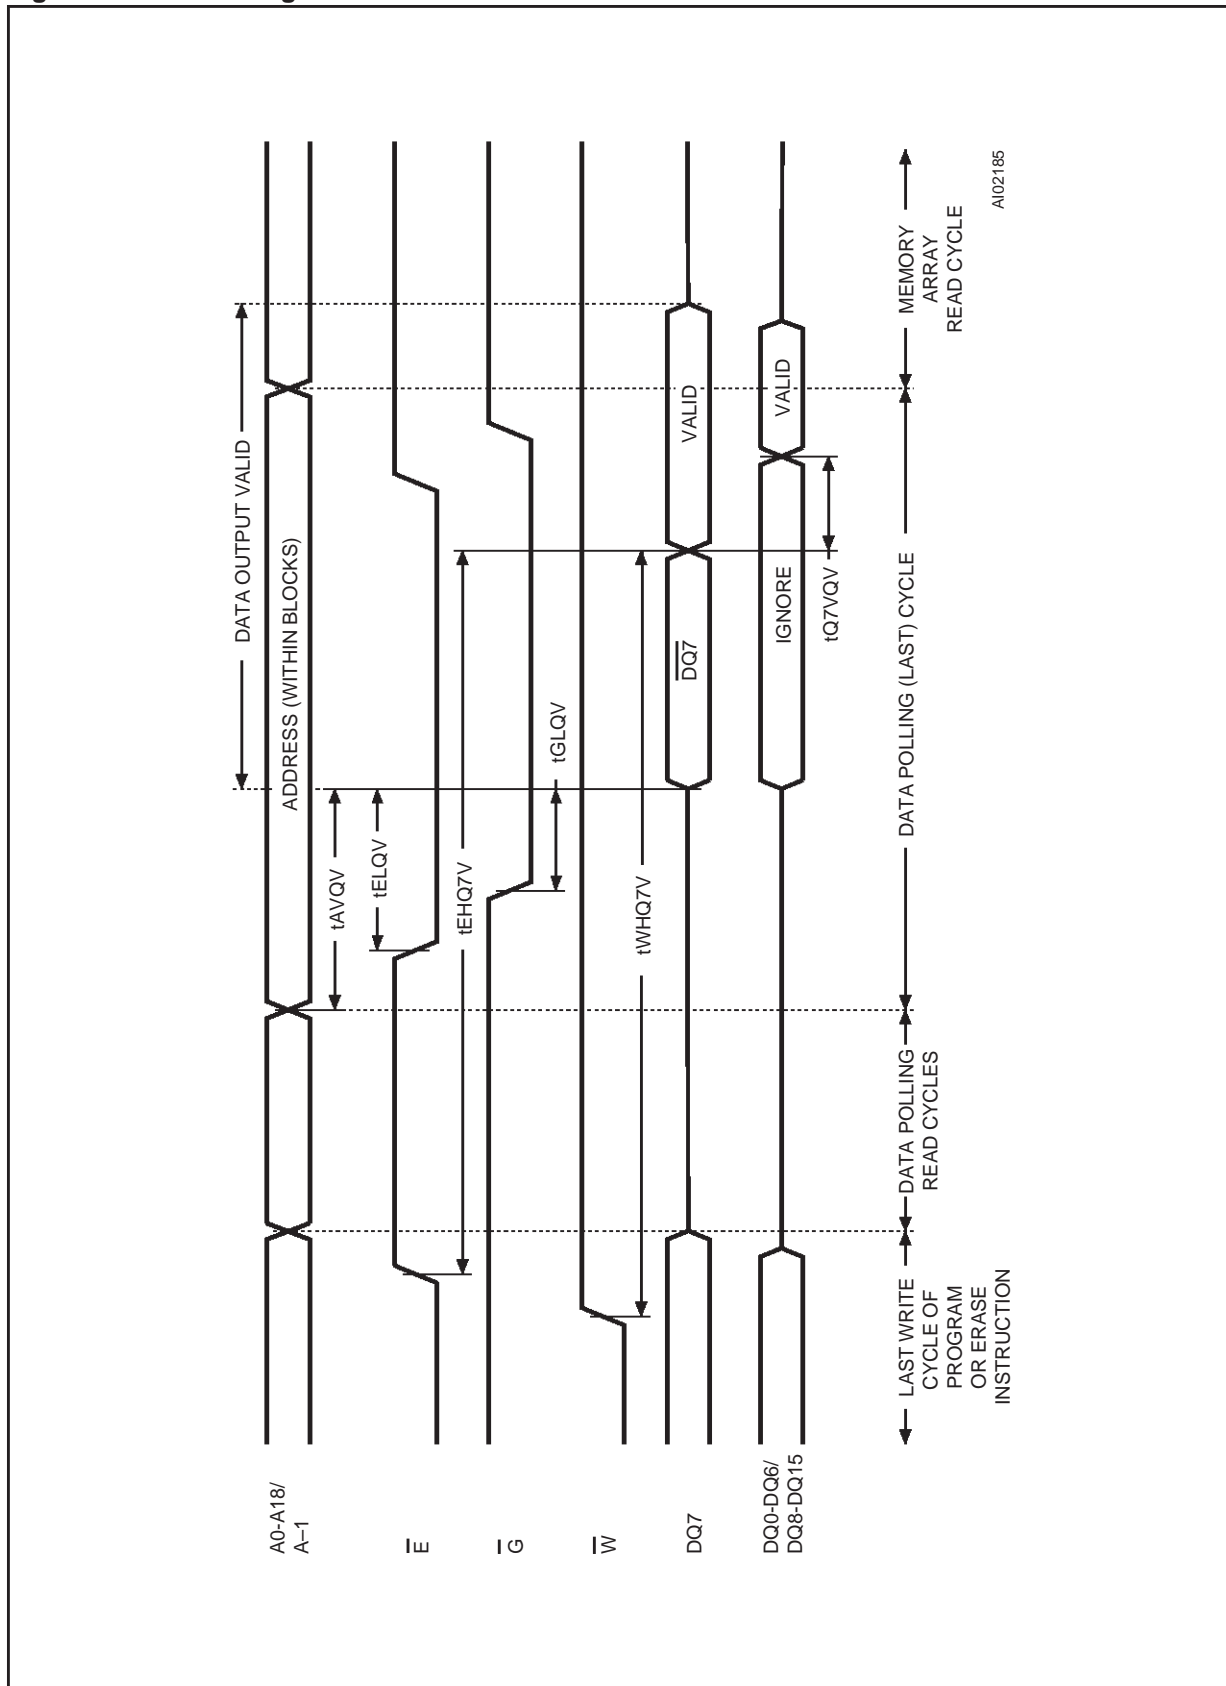 DATA OUTPUT VALID
A0-A18/
A–1
ADDRESS (WITHIN BLOCKS)
tAVQV
tELQV
E̅
tEHQ7V
G̅
tGLQV
W̅
tWHQ7V
DQ7
D̅Q̅7̅
VALID
DQ0-DQ6/
DQ8-DQ15
IGNORE
VALID
tQ7VQV
LAST WRITE
CYCLE OF
PROGRAM
OR ERASE
INSTRUCTION
DATA POLLING
READ CYCLES
DATA POLLING (LAST) CYCLE
MEMORY
ARRAY
READ CYCLE
AI02185